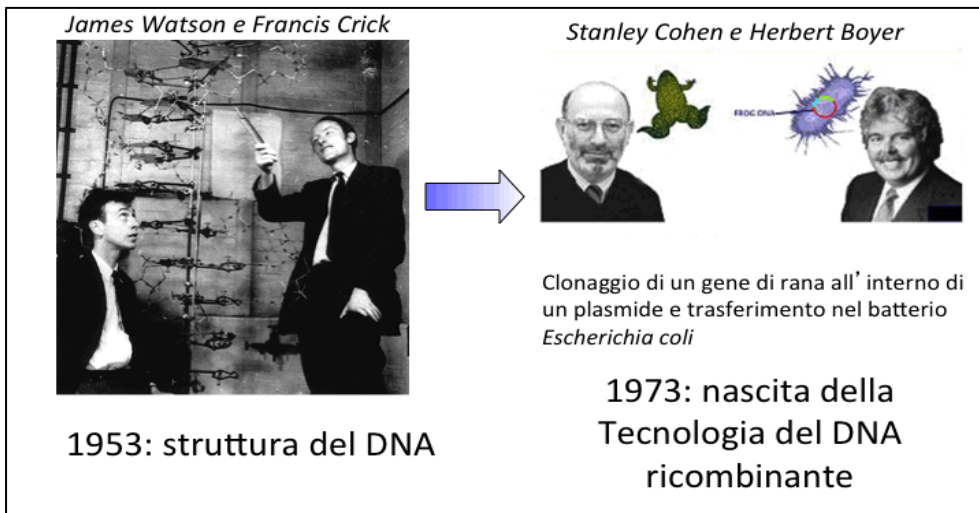 James Watson e Francis Crick
1953: struttura del DNA
Stanley Cohen e Herbert Boyer
FROG DNA
Clonaggio di un gene di rana all' interno di
un plasmide e trasferimento nel batterio
Escherichia coli
1973: nascita della
Tecnologia del DNA
ricombinante